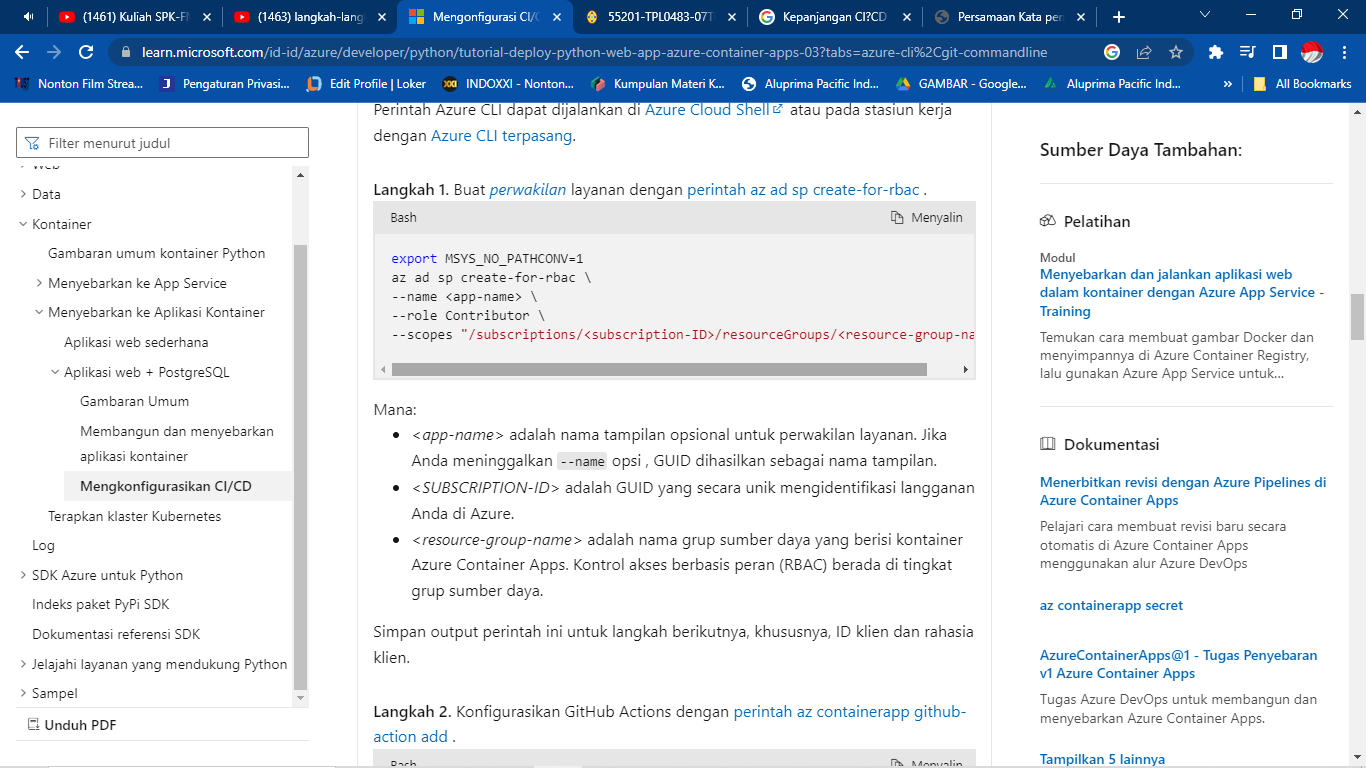 (1461) Kuliah SPK-F
(1463) langkah-lang
Mengonfigurasi CI/C
55201-TPL0483-07T
Kepanjangan CI?CD
Persamaan Kata per
learn.microsoft.com/id-id/azure/developer/python/tutorial-deploy-python-web-app-azure-container-apps-03?tabs=azure-cli%2Cgit-commandline
Nonton Film Strea...
Pengaturan Privasi...
Edit Profile | Loker
INDOXXI - Nonton...
Kumpulan Materi K...
Aluprima Pacific Ind...
GAMBAR - Google...
Aluprima Pacific Ind...
»
All Bookmarks
Filter menurut judul
Web
Data
Kontainer
Gambaran umum kontainer Python
Menyebarkan ke App Service
Menyebarkan ke Aplikasi Kontainer
Aplikasi web sederhana
Aplikasi web + PostgreSQL
Gambaran Umum
Membangun dan menyebarkan
aplikasi kontainer
Mengkonfigurasikan CI/CD
Terapkan klaster Kubernetes
Log
SDK Azure untuk Python
Indeks paket PyPi SDK
Dokumentasi referensi SDK
Jelajahi layanan yang mendukung Python
Sampel
Unduh PDF
Perintah Azure CLI dapat dijalankan di Azure Cloud Shell atau pada stasiun kerja
dengan Azure CLI terpasang.
Langkah 1. Buat perwakilan layanan dengan perintah az ad sp create-for-rbac .
Bash
Menyalin
export MSYS_NO_PATHCONV=1
az ad sp create-for-rbac \
--name <app-name> \
--role Contributor \
--scopes "/subscriptions/<subscription-ID>/resourceGroups/<resource-group-na
Mana:
• <app-name> adalah nama tampilan opsional untuk perwakilan layanan. Jika
Anda meninggalkan --name opsi , GUID dihasilkan sebagai nama tampilan.
• <SUBSCRIPTION-ID> adalah GUID yang secara unik mengidentifikasi langganan
Anda di Azure.
• <resource-group-name> adalah nama grup sumber daya yang berisi kontainer
Azure Container Apps. Kontrol akses berbasis peran (RBAC) berada di tingkat
grup sumber daya.
Simpan output perintah ini untuk langkah berikutnya, khususnya, ID klien dan rahasia
klien.
Langkah 2. Konfigurasikan GitHub Actions dengan perintah az containerapp github-
action add .
Bash
Menyalin
Sumber Daya Tambahan:
Pelatihan
Modul
Menyebarkan dan jalankan aplikasi web
dalam kontainer dengan Azure App Service -
Training
Temukan cara membuat gambar Docker dan
menyimpannya di Azure Container Registry,
lalu gunakan Azure App Service untuk...
Dokumentasi
Menerbitkan revisi dengan Azure Pipelines di
Azure Container Apps
Pelajari cara membuat revisi baru secara
otomatis di Azure Container Apps
menggunakan alur Azure DevOps
az containerapp secret
AzureContainerApps@1 - Tugas Penyebaran
v1 Azure Container Apps
Tugas Azure DevOps untuk membangun dan
menyebarkan Azure Container Apps.
Tampilkan 5 lainnya